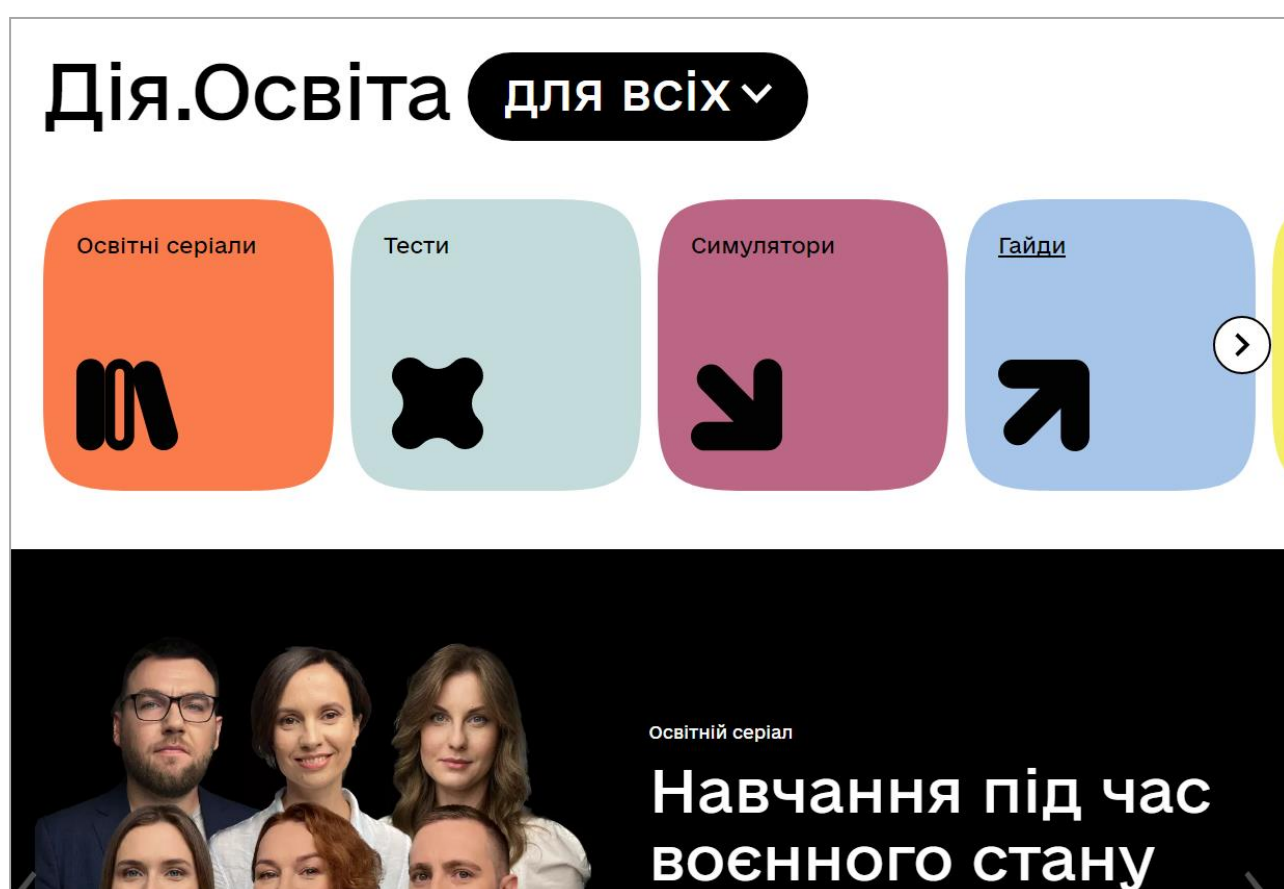 Дія.Освіта для всіх
Освітні серіали
Тести
Симулятори
Гайди
Освітній серіал
Навчання під час
воєнного стану